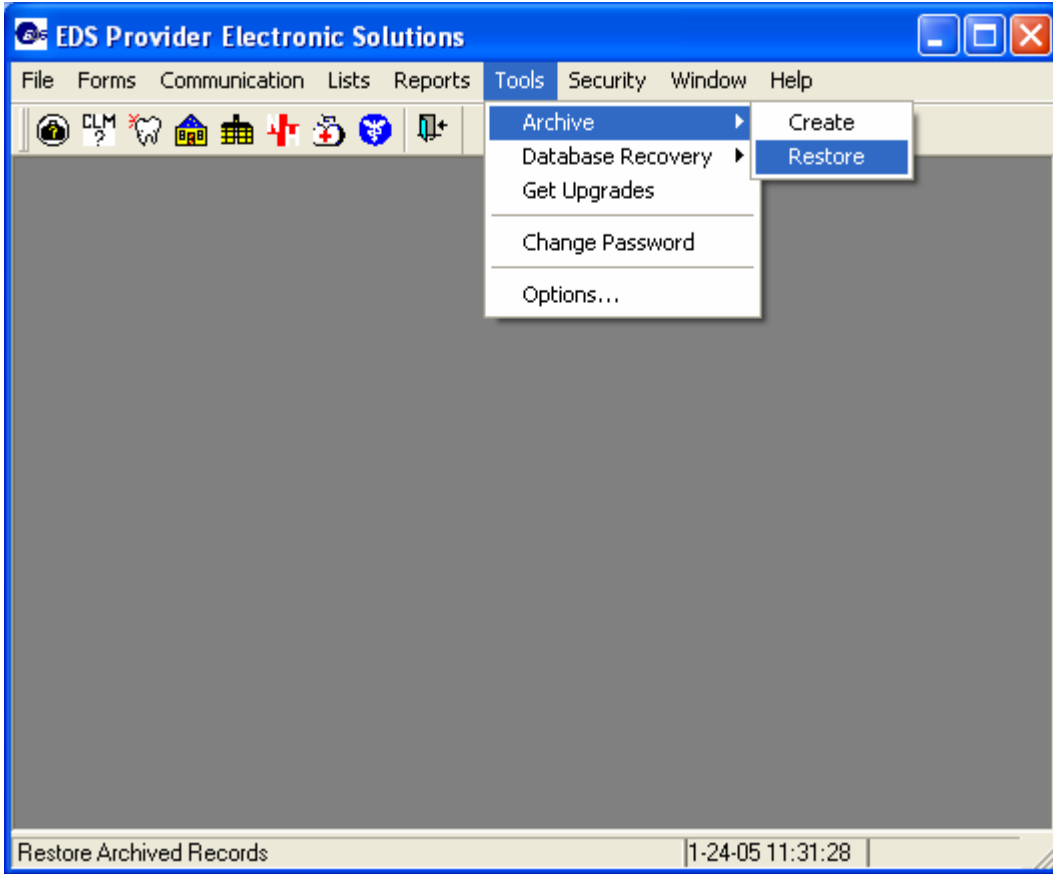 EDS Provider Electronic Solutions
File Forms Communication Lists Reports Tools Security Window Help
CLM ?
Archive
Create
Database Recovery
Restore
Get Upgrades
Change Password
Options...
Restore Archived Records
1-24-05 11:31:28